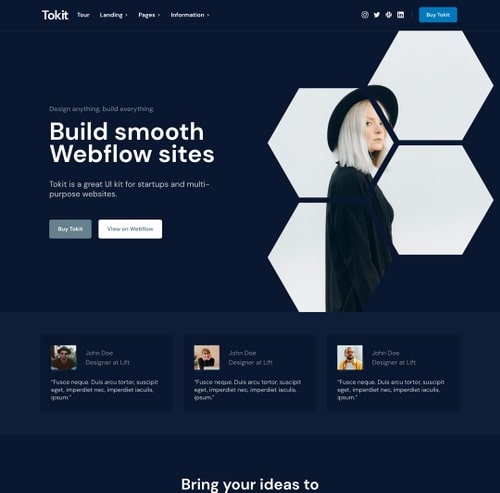 Tokit
Tour
Landing
Pages
Information
Buy Tokit
Design anything, build everything.
Build smooth
Webflow sites
Tokit is a great UI kit for startups and multi-
purpose websites.
Buy Tokit
View on Webflow
John Doe
Designer at Lift
"Fusce neque. Duis arcu tortor, suscipit
eget, imperdiet nec, imperdiet iaculis,
ipsum."
John Doe
Designer at Lift
"Fusce neque. Duis arcu tortor, suscipit
eget, imperdiet nec, imperdiet iaculis,
ipsum."
John Doe
Designer at Lift
"Fusce neque. Duis arcu tortor, suscipit
eget, imperdiet nec, imperdiet iaculis,
ipsum."
Bring your ideas to